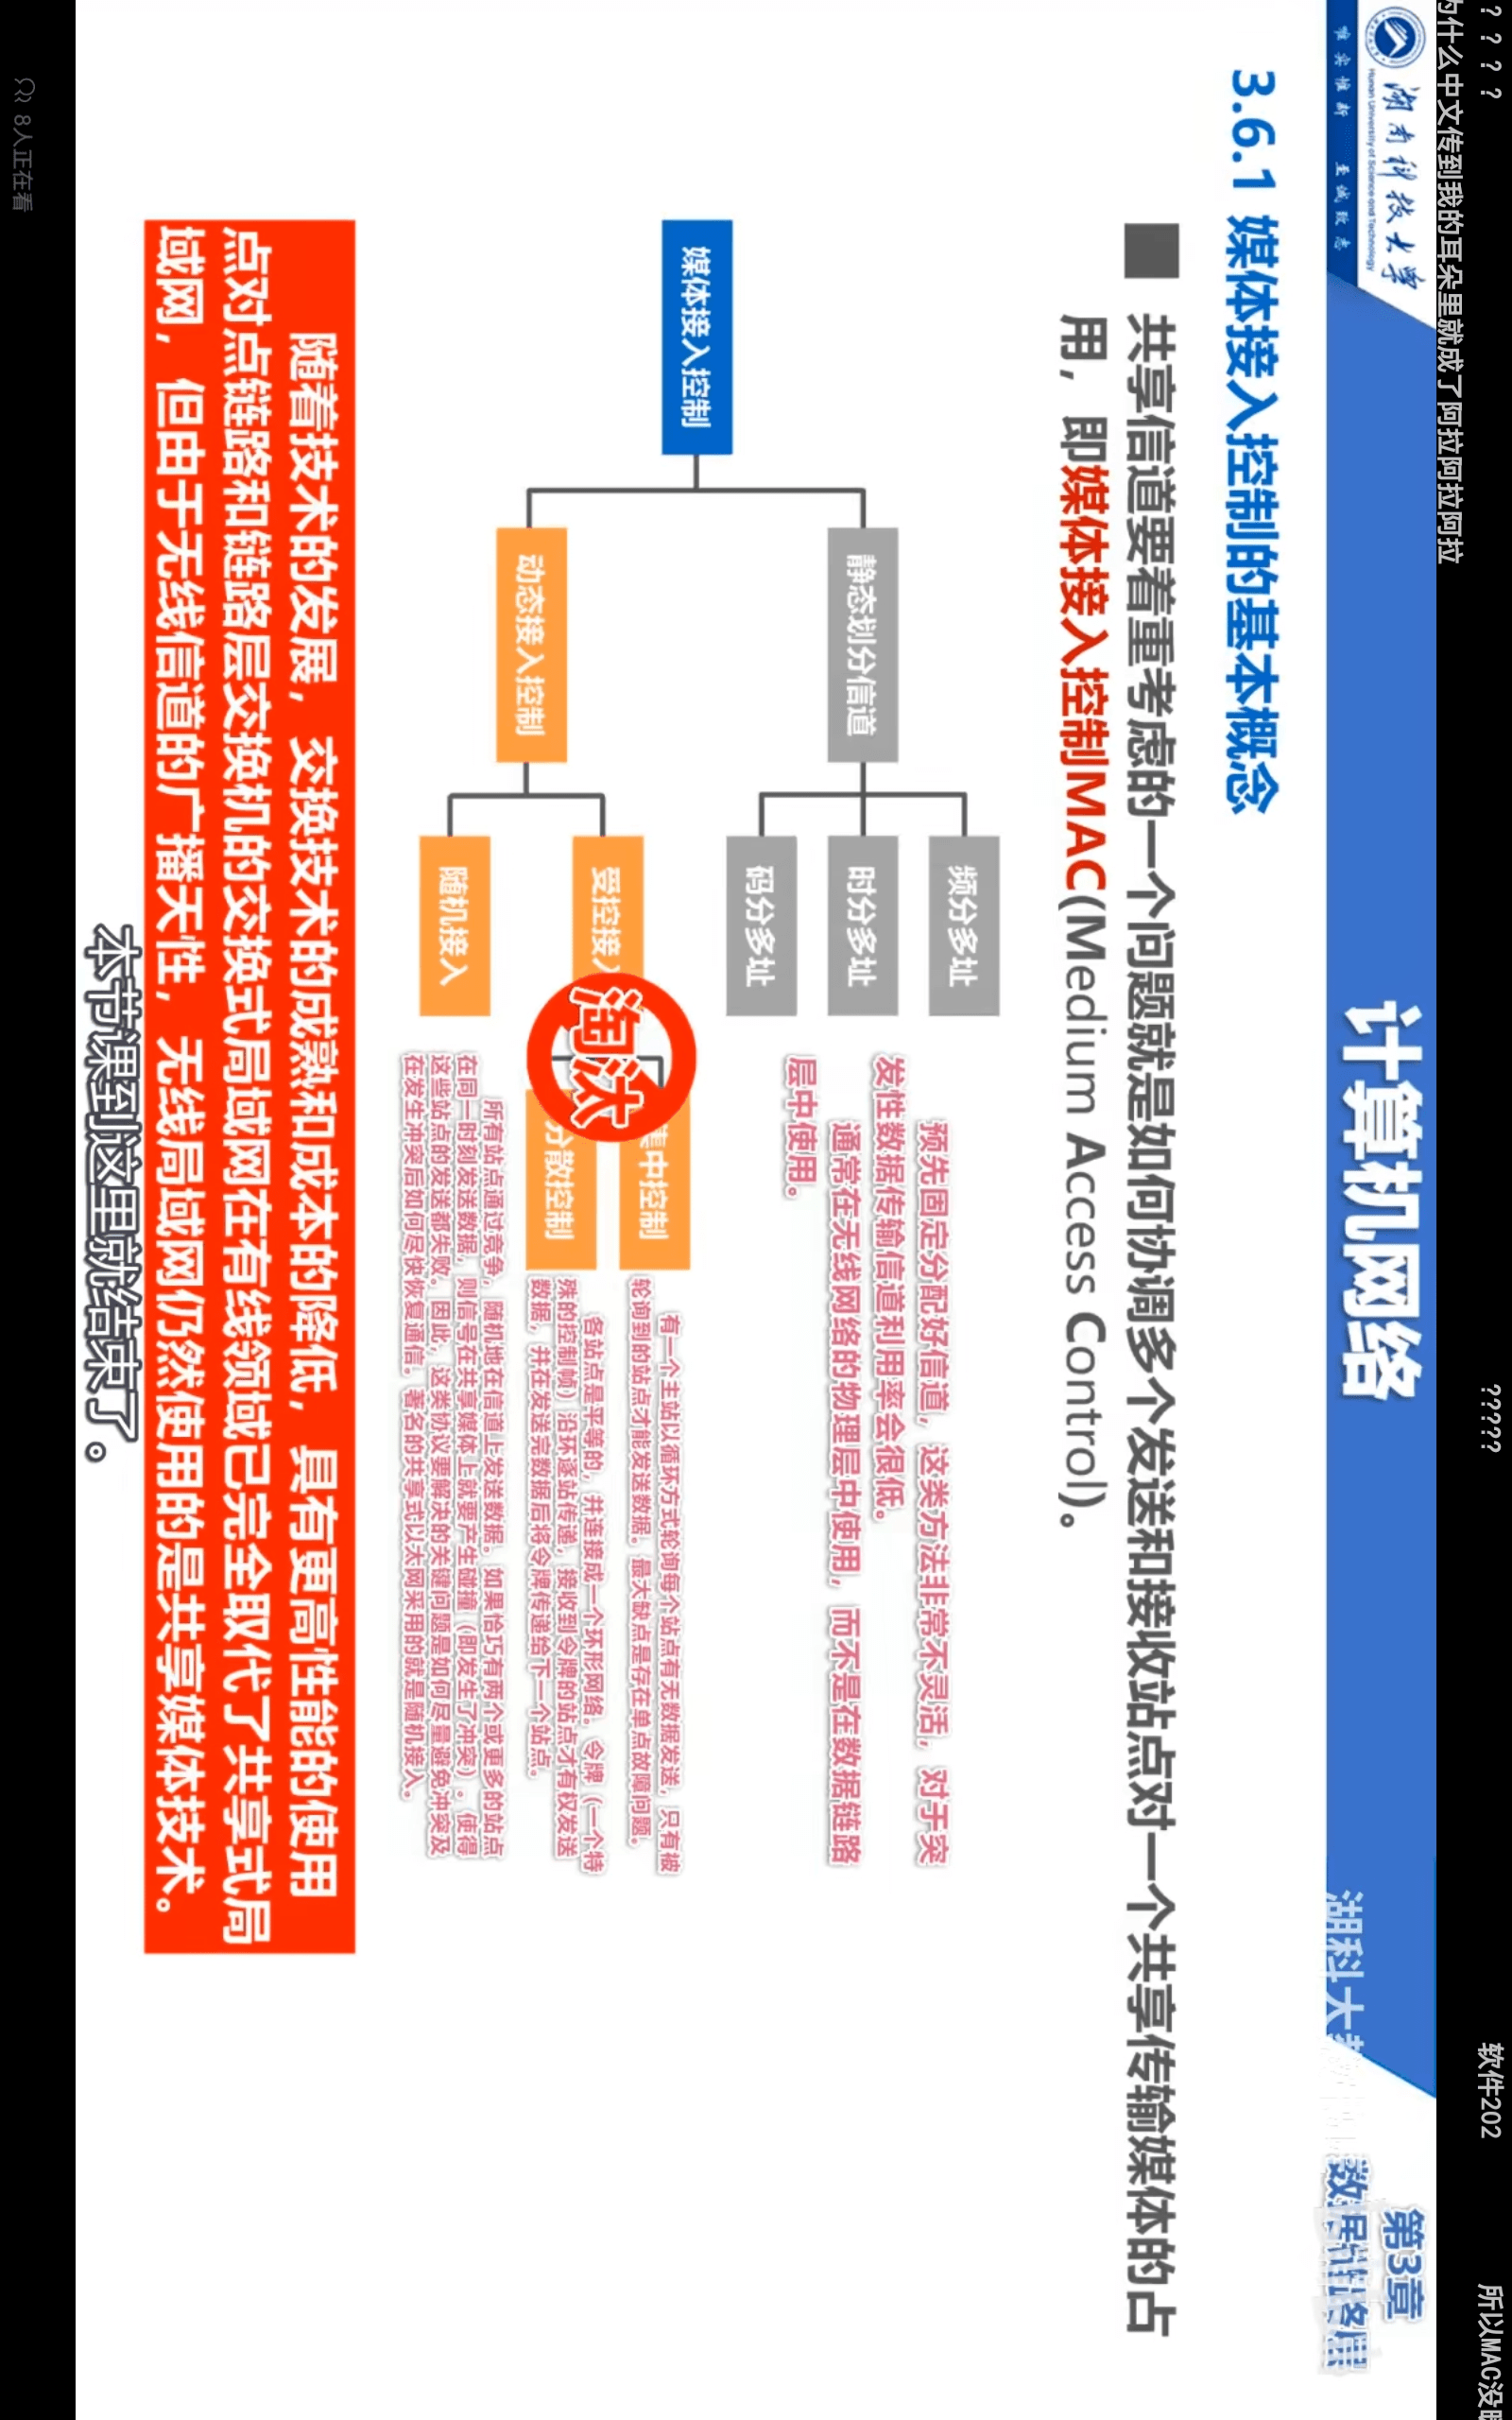 ? ? ? ?
?????
软件202
所以MAC没
为什么中文传到我的耳朵里就成了阿拉阿拉阿拉
湖南科技大学
Hunan University of Science and Technology
唯实惟新 至诚致志
计算机网络
湖科大教
第3章
数据链路层
3.6.1 媒体接入控制的基本概念
共享信道要着重考虑的一个问题就是如何协调多个发送和接收站点对一个共享传输媒体的占
用，即媒体接入控制MAC(Medium Access Control)。
媒体接入控制
静态划分信道
频分多址
时分多址
码分多址
预先固定分配好信道，这类方法非常不灵活，对于突
发性数据传输信道利用率会很低。
通常在无线网络的物理层中使用，而不是在数据链路
层中使用。
动态接入控制
受控接入
淘汰
集中控制
有一个主站以循环方式轮询每个站点有无数据发送，只有被
轮询到的站点才能发送数据。最大缺点是存在单点故障问题。
分散控制
各站点是平等的，并连接成一个环形网络。令牌（一个特
殊的控制帧）沿环逐站传递，接收到令牌的站点才有权发送
数据，并在发送完数据后将令牌传递给下一个站点。
随机接入
所有站点通过竞争，随机地在信道上发送数据。如果恰巧有两个或更多的站点
在同一时刻发送数据，则信号在共享媒体上就要产生碰撞（即发生了冲突）。使得
这些站点的发送都失败。因此，这类协议要解决的关键问题是如何尽量避免冲突及
在发生冲突后如何尽快恢复通信。著名的共享式以太网采用的就是随机接入。
随着技术的发展，交换技术的成熟和成本的降低，具有更高性能的使用
点对点链路和链路层交换机的交换式局域网在有线领域已完全取代了共享式局
域网，但由于无线信道的广播天性，无线局域网仍然使用的是共享媒体技术。
本节课到这里就结束了。
8人正在看